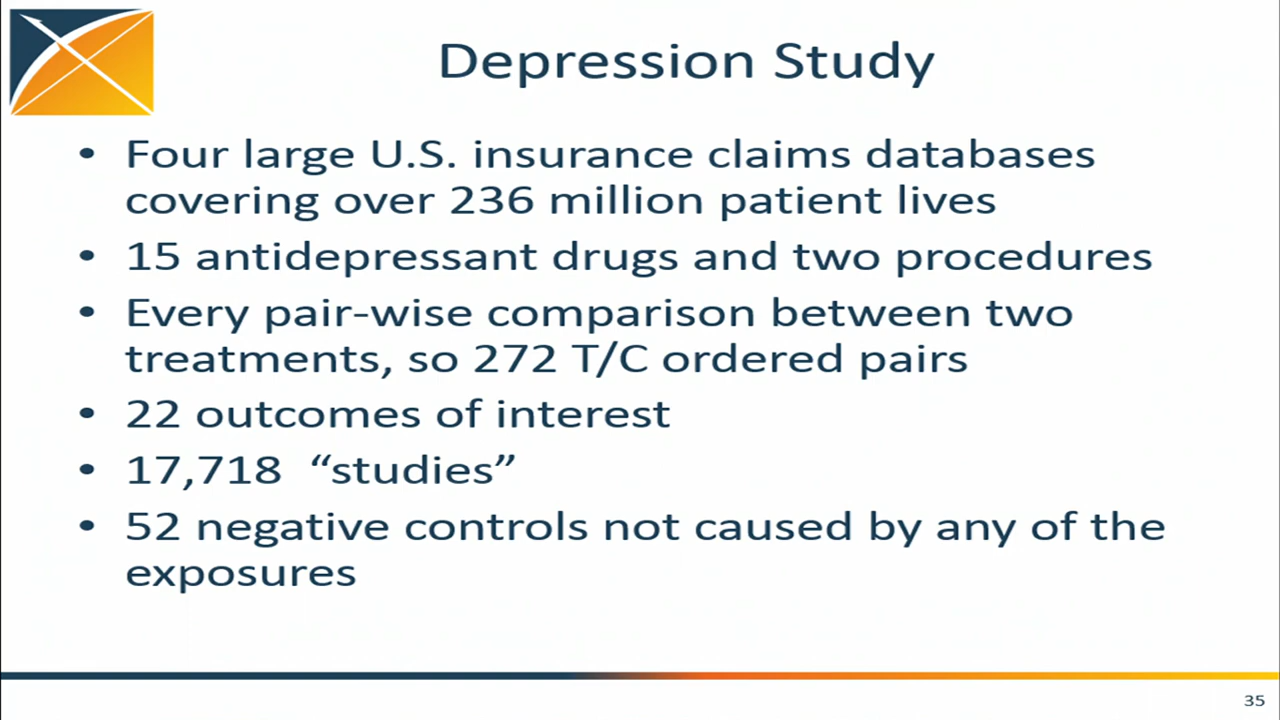 Depression Study
• Four large U.S. insurance claims databases
covering over 236 million patient lives
• 15 antidepressant drugs and two procedures
• Every pair-wise comparison between two
treatments, so 272 T/C ordered pairs
• 22 outcomes of interest
• 17,718 “studies”
• 52 negative controls not caused by any of the
exposures
35